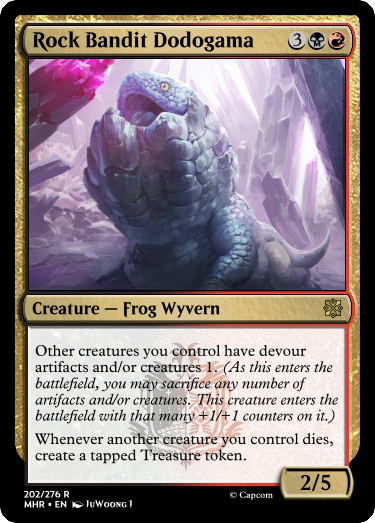 Rock Bandit Dodogama 3
Creature — Frog Wyvern
Other creatures you control have devour
artifacts and/or creatures 1. (As this enters the
battlefield, you may sacrifice any number of
artifacts and/or creatures. This creature enters the
battlefield with that many +1/+1 counters on it.)
Whenever another creature you control dies,
create a tapped Treasure token.
2/5
202/276 R
MHR • EN JuWoong J
© Capcom